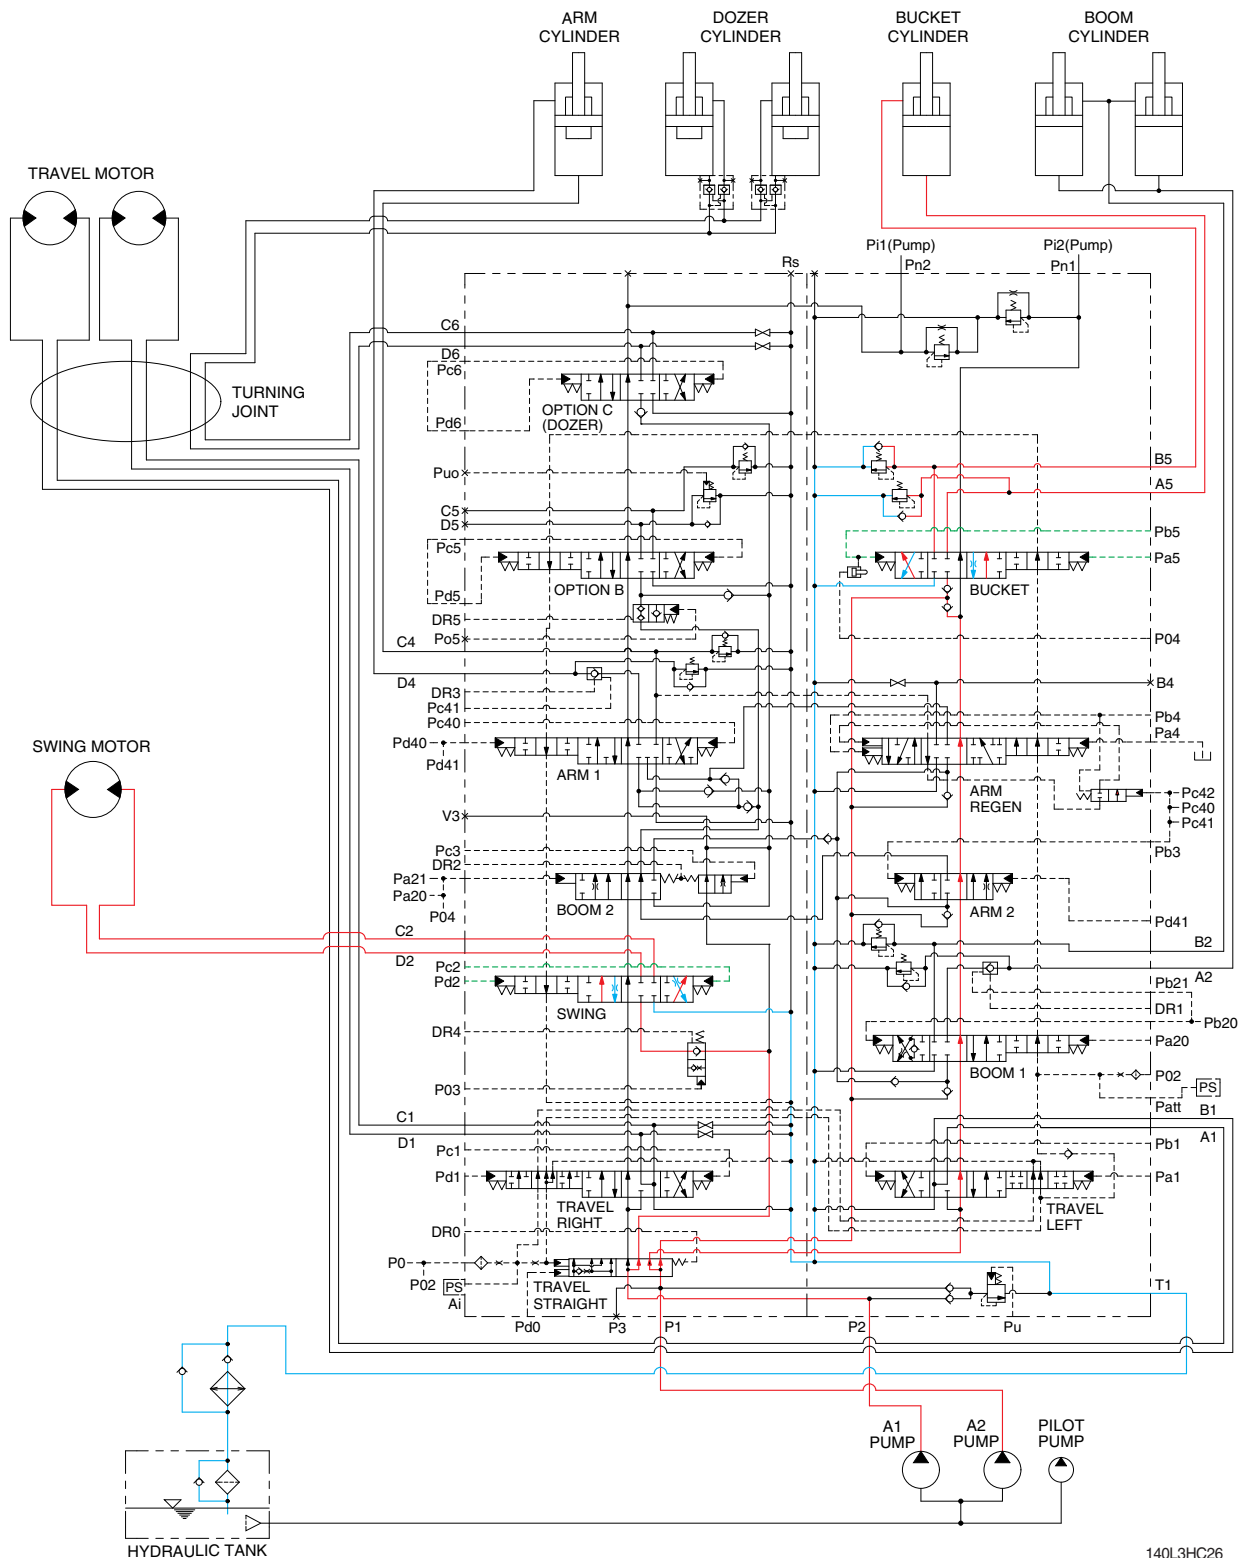 ARM
CYLINDER
DOZER
CYLINDER
BUCKET
CYLINDER
BOOM
CYLINDER
TRAVEL MOTOR
TURNING
JOINT
Pi1(Pump)
Pn2
Pi2(Pump)
Pn1
Rs
C6
D6
Pc6
Pd6
OPTION C
(DOZER)
Puo
C5
D5
Pc5
Pd5
OPTION B
DR5
Po5
B5
A5
Pb5
Pa5
BUCKET
P04
C4
D4
DR3
Pc41
Pc40
Pd40
Pd41
ARM 1
B4
Pb4
Pa4
ARM
REGEN
Pc42
Pc40
Pc41
SWING MOTOR
V3
Pc3
DR2
Pa21
Pa20
P04
BOOM 2
Pb3
ARM 2
Pd41
C2
D2
Pc2
Pd2
SWING
B2
A2
Pb21
DR1
Pb20
Pa20
BOOM 1
DR4
P03
P02
PS
Patt
C1
D1
Pc1
Pd1
TRAVEL
RIGHT
B1
A1
Pb1
Pa1
TRAVEL
LEFT
DR0
P0
P02
PS
Ai
TRAVEL
STRAIGHT
T1
Pd0
P3
P1
P2
Pu
A1
PUMP
A2
PUMP
PILOT
PUMP
HYDRAULIC TANK
140L3HC26